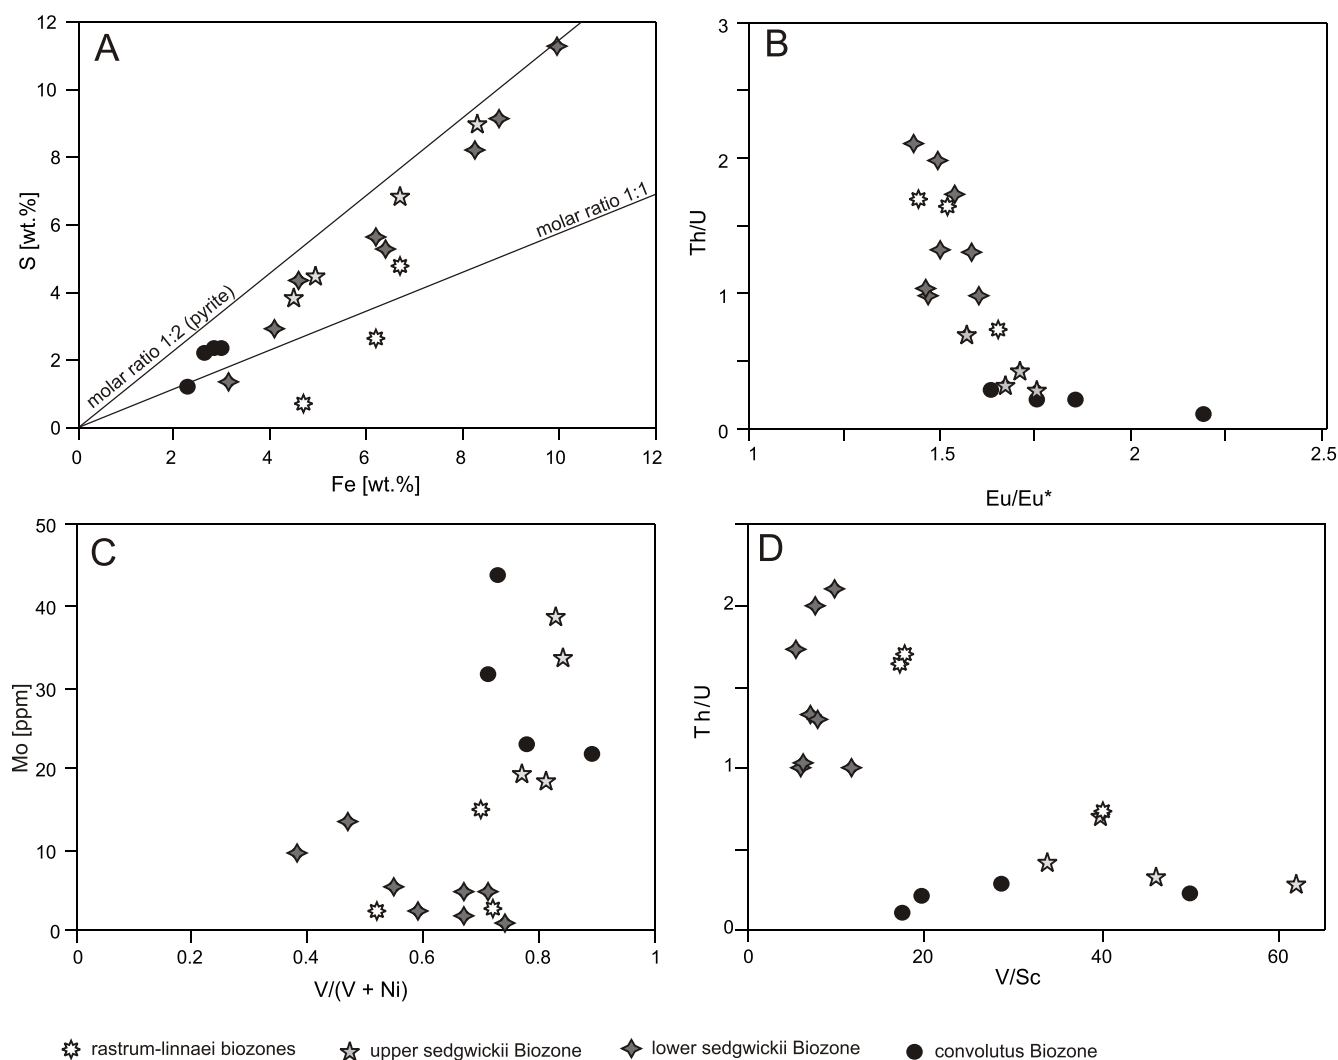 A
12
10
8
6
4
2
0
S [wt.%]
molar ratio 1:2 (pyrite)
molar ratio 1:1
0 2 4 6 8 10 12
Fe [wt.%]
B
3
2
1
0
Th/U
1 1.5 2 2.5
Eu/Eu*
C
50
40
30
20
10
0
Mo [ppm]
0 0.2 0.4 0.6 0.8 1
V/(V + Ni)
D
2
1
0
Th/U
0 20 40 60
V/Sc
rastrum-linnaei biozones upper sedgwickii Biozone lower sedgwickii Biozone convolutus Biozone